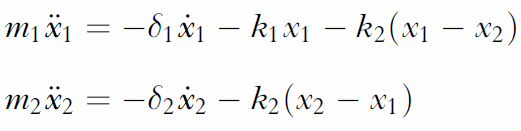 m₁ẍ₁ = −δ₁ẋ₁ − k₁x₁ − k₂(x₁ − x₂)
m₂ẍ₂ = −δ₂ẋ₂ − k₂(x₂ − x₁)